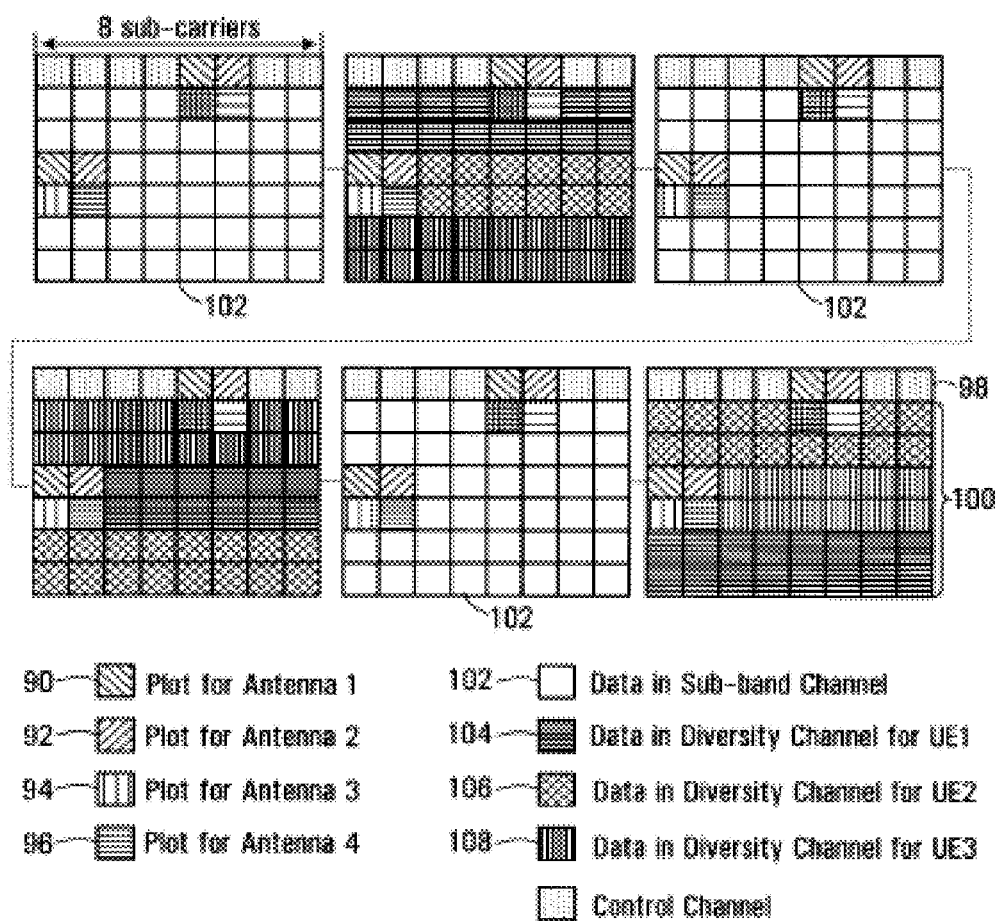 8 sub-carriers
102
102
98
100
102
90 Plot for Antenna 1
92 Plot for Antenna 2
94 Plot for Antenna 3
96 Plot for Antenna 4
102 Data in Sub-band Channel
104 Data in Diversity Channel for UE1
106 Data in Diversity Channel for UE2
108 Data in Diversity Channel for UE3
Control Channel